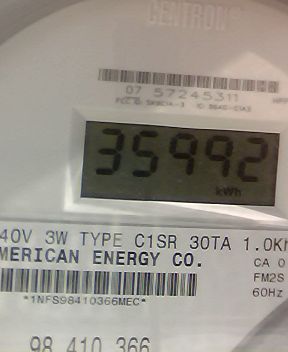 CENTRON®
07 57245311
35992
kWh
40V 3W TYPE C1SR 30TA 1.0Kh
MERICAN ENERGY CO.
CA 0
FM2S
60Hz
*1NFS98410366MEC*
98 410 366